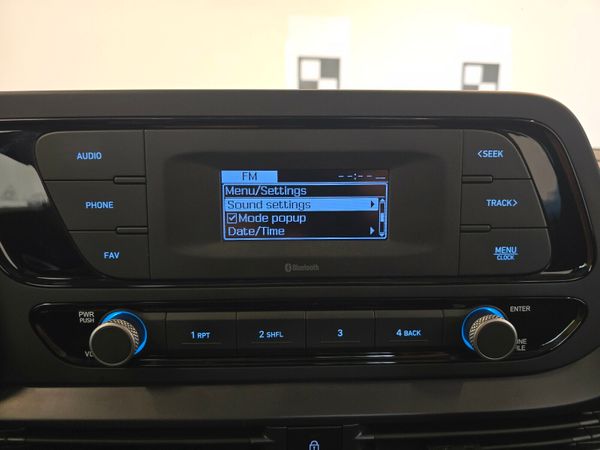 AUDIO
PHONE
FAV
FM
--:-- __
Menu/Settings
Sound settings
Mode popup
Date/Time
Bluetooth
<SEEK
TRACK>
MENU
CLOCK
PWR
PUSH
1 RPT
2 SHFL
3
4 BACK
ENTER